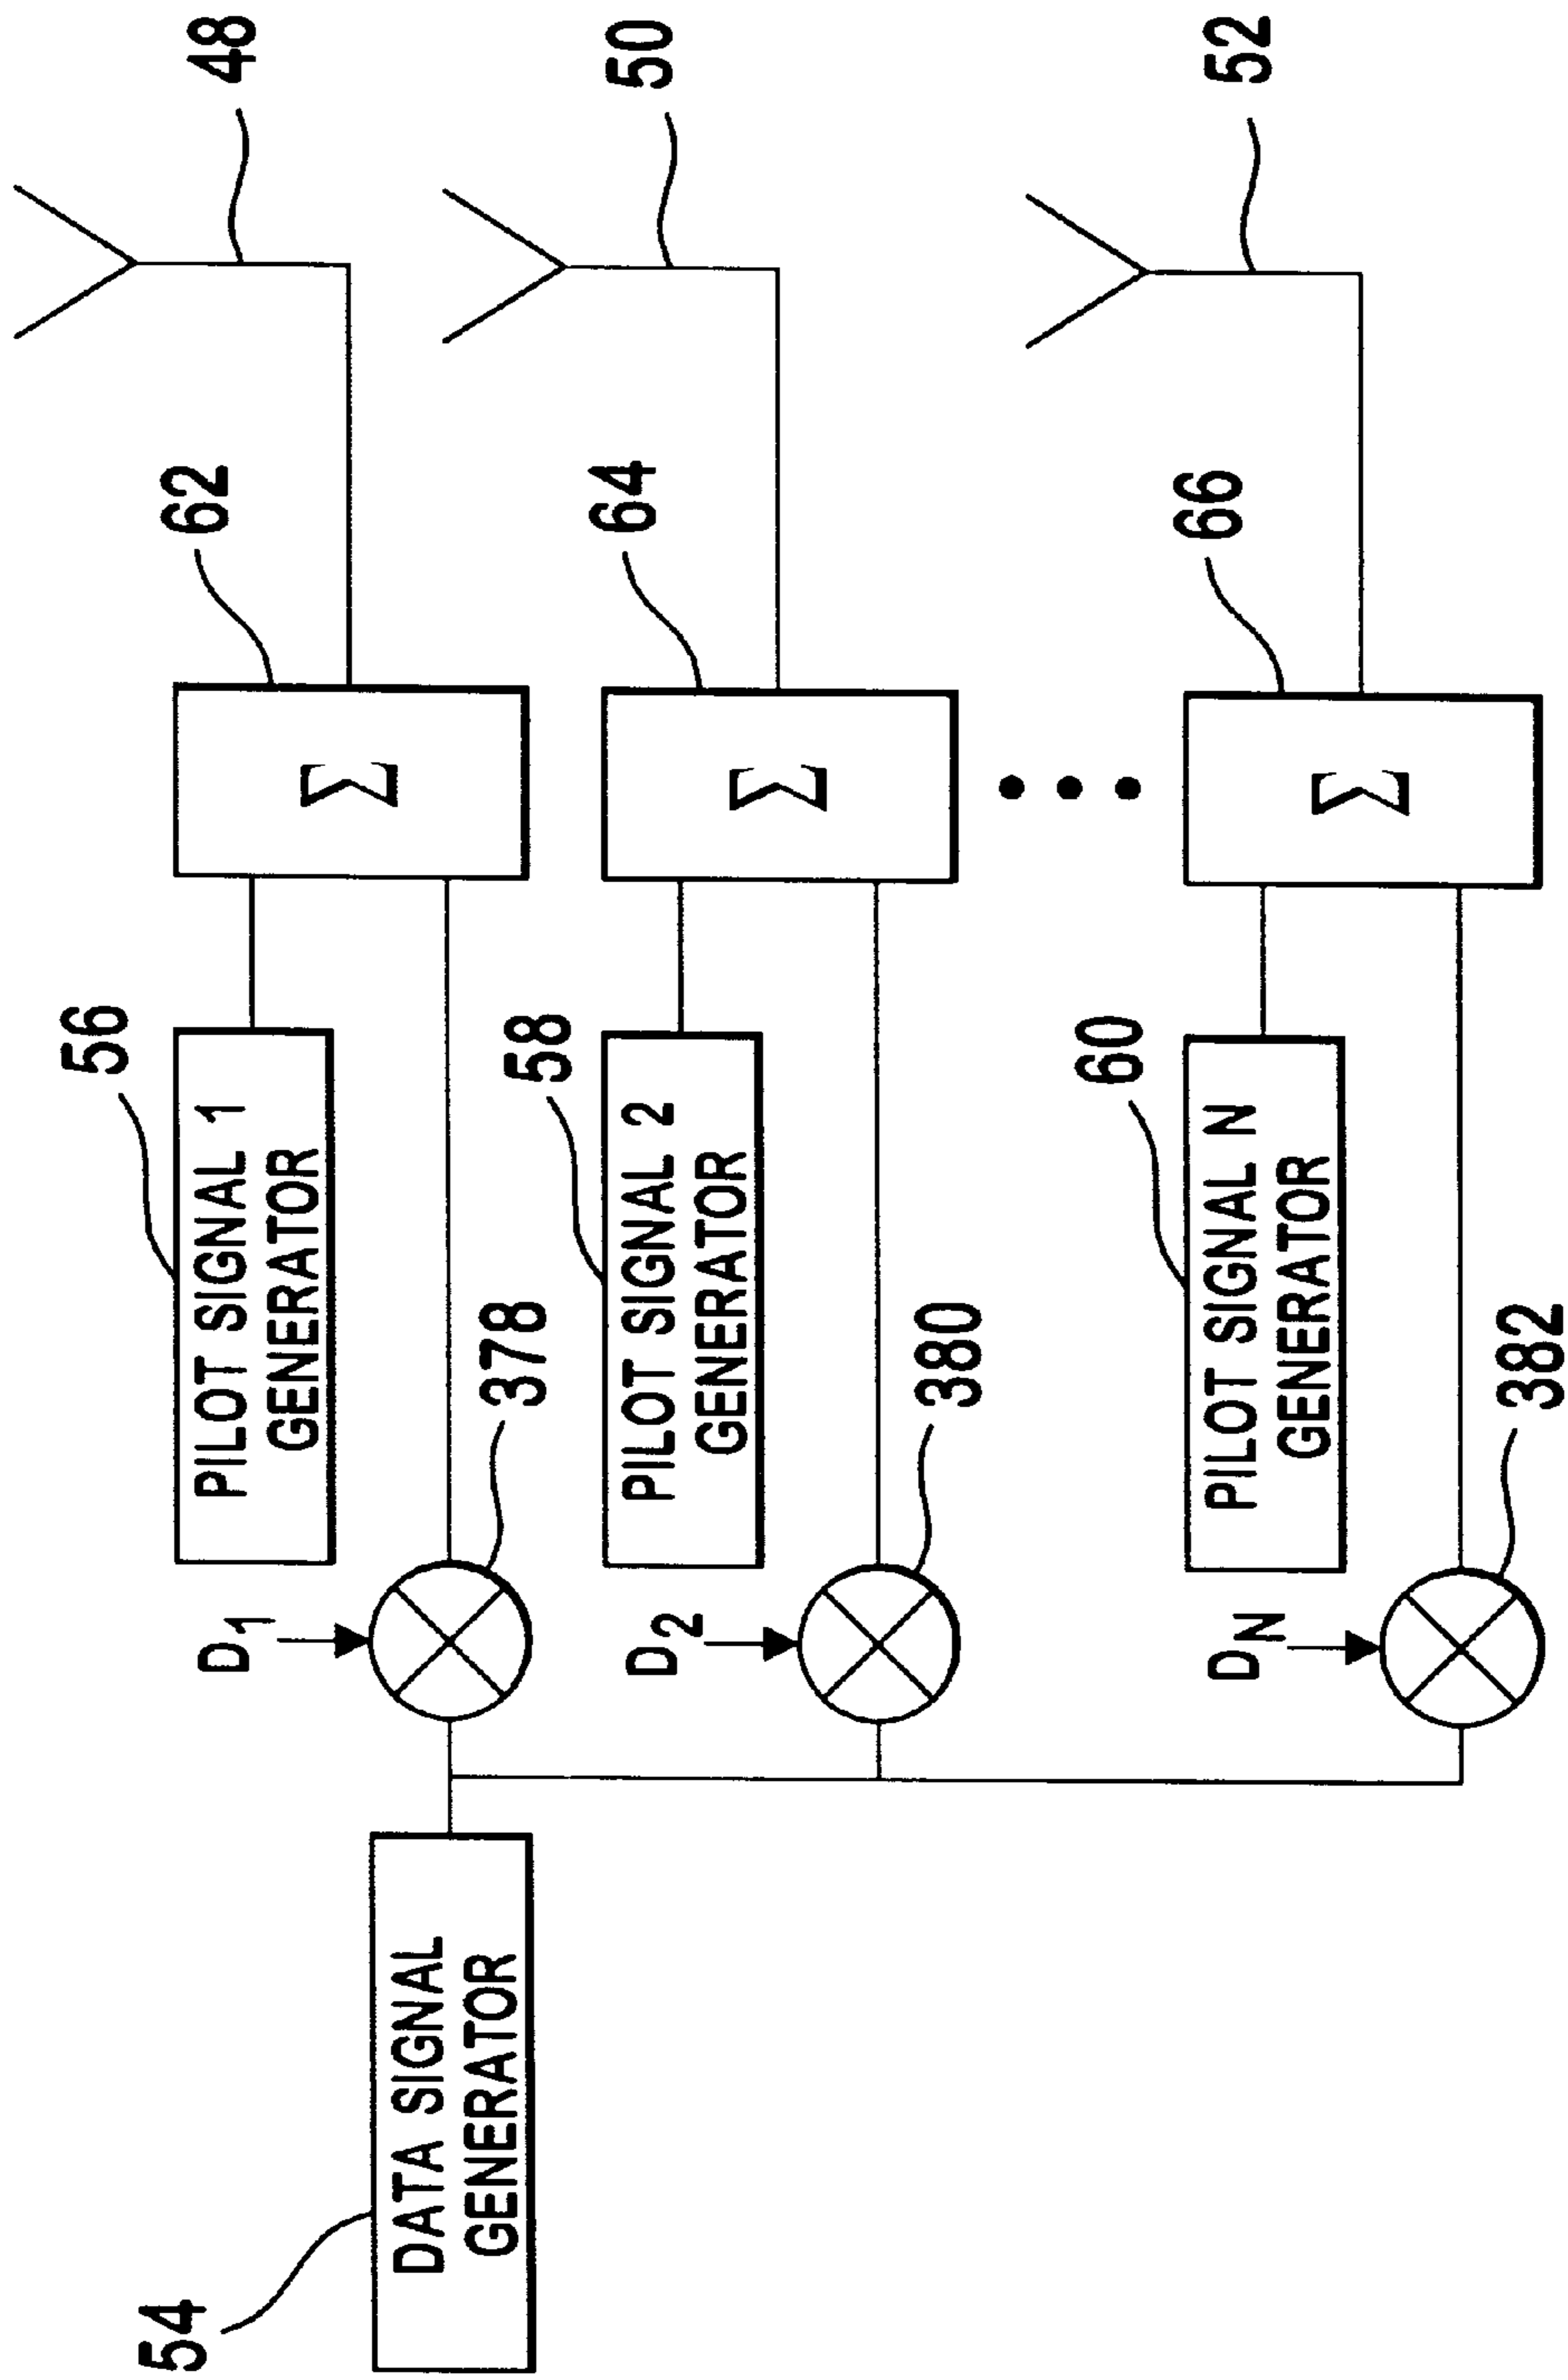 48
62
56
PILOT SIGNAL 1
GENERATOR
Σ
D1
378
54
DATA SIGNAL
GENERATOR
50
64
58
PILOT SIGNAL 2
GENERATOR
Σ
D2
380
52
66
60
PILOT SIGNAL N
GENERATOR
Σ
DN
382